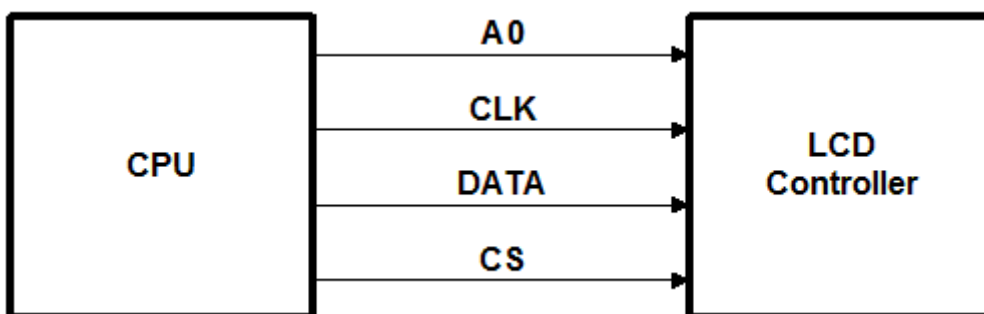 A0
CLK
CPU
DATA
CS
LCD
Controller